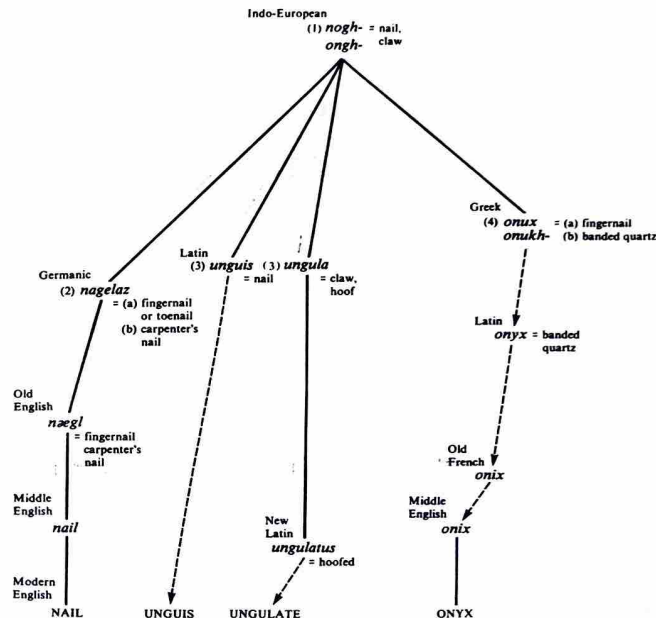 Indo-European
(1) nogh- = nail,
ongh- claw
Greek
(4) onux = (a) fingernail
onukh- (b) banded quartz
Latin
(3) unguis (3) ungula
= nail = claw,
hoof
Germanic
(2) nagelaz
= (a) fingernail
or toenail
(b) carpenter's
nail
Latin
onyx = banded
quartz
Old
English
nægl
= fingernail
carpenter's
nail
Old
French
onix
Middle
English
nail
Middle
English
onix
New
Latin
ungulatus
= hoofed
Modern
English
NAIL UNGUIS UNGULATE ONYX